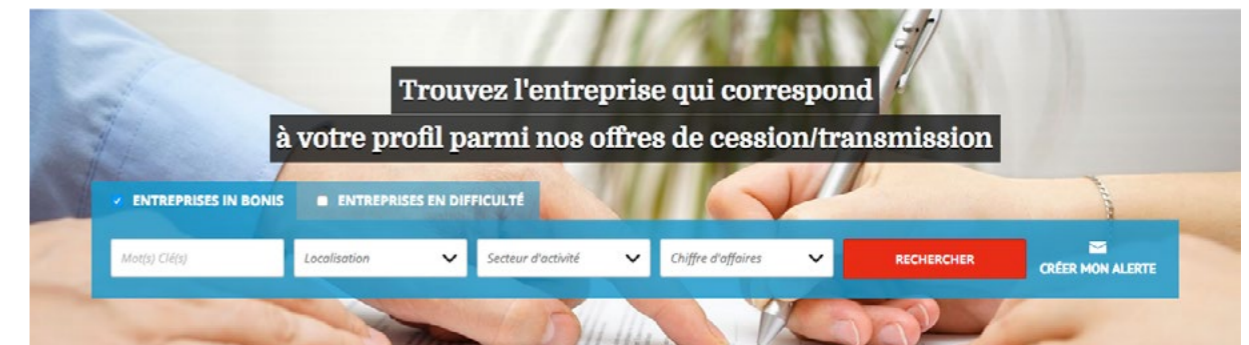 Trouvez l'entreprise qui correspond
à votre profil parmi nos offres de cession/transmission
ENTREPRISES IN BONIS ENTREPRISES EN DIFFICULTÉ
Mot(s) Clé(s) Localisation Secteur d'activité Chiffre d'affaires RECHERCHER CRÉER MON ALERTE